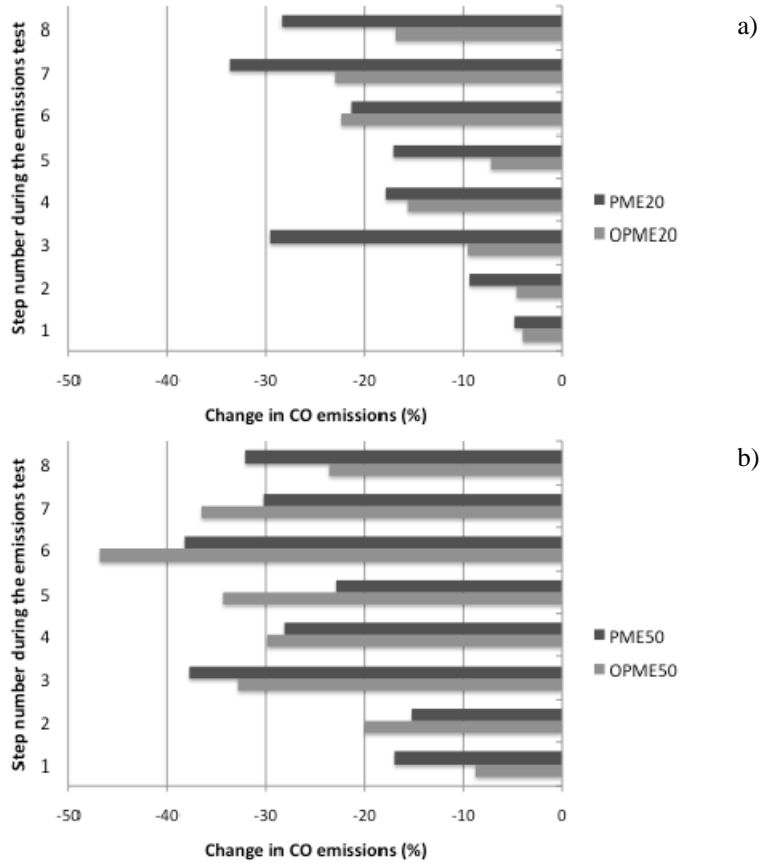 a)
Step number during the emissions test
8
7
6
5
4
3
2
1
PME20
OPME20
-50 -40 -30 -20 -10 0
Change in CO emissions (%)
b)
Step number during the emissions test
8
7
6
5
4
3
2
1
PME50
OPME50
-50 -40 -30 -20 -10 0
Change in CO emissions (%)